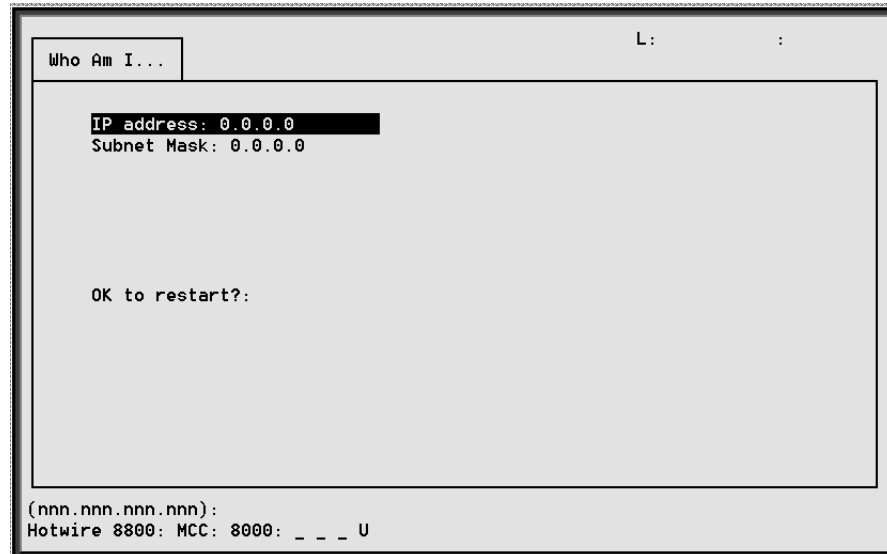 L:          :
Who Am I...
IP address: 0.0.0.0
Subnet Mask: 0.0.0.0
OK to restart?:
(nnn.nnn.nnn.nnn):
Hotwire 8800: MCC: 8000: _ _ _ U